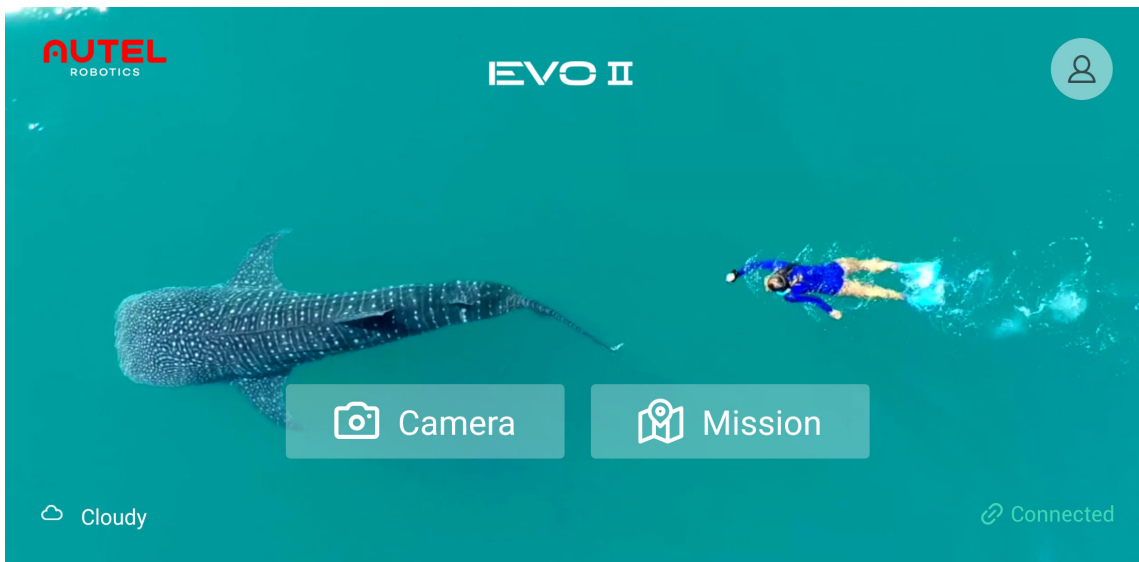 AUTEL
ROBOTICS
EVO II
Camera
Mission
Cloudy
Connected